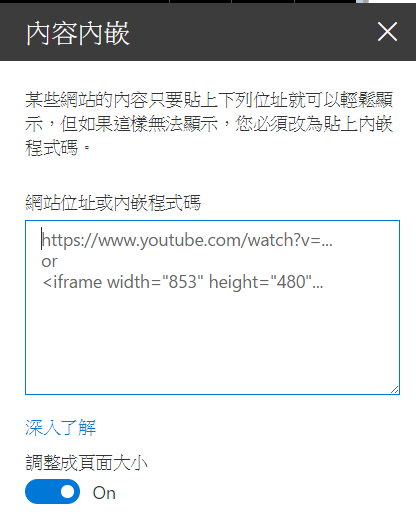 內容內嵌
某些網站的內容只要貼上下列位址就可以輕鬆顯
示，但如果這樣無法顯示，您必須改為貼上內嵌
程式碼。
網站位址或內嵌程式碼
https://www.youtube.com/watch?v=...
or
<iframe width="853" height="480"...
深入了解
調整成頁面大小
On